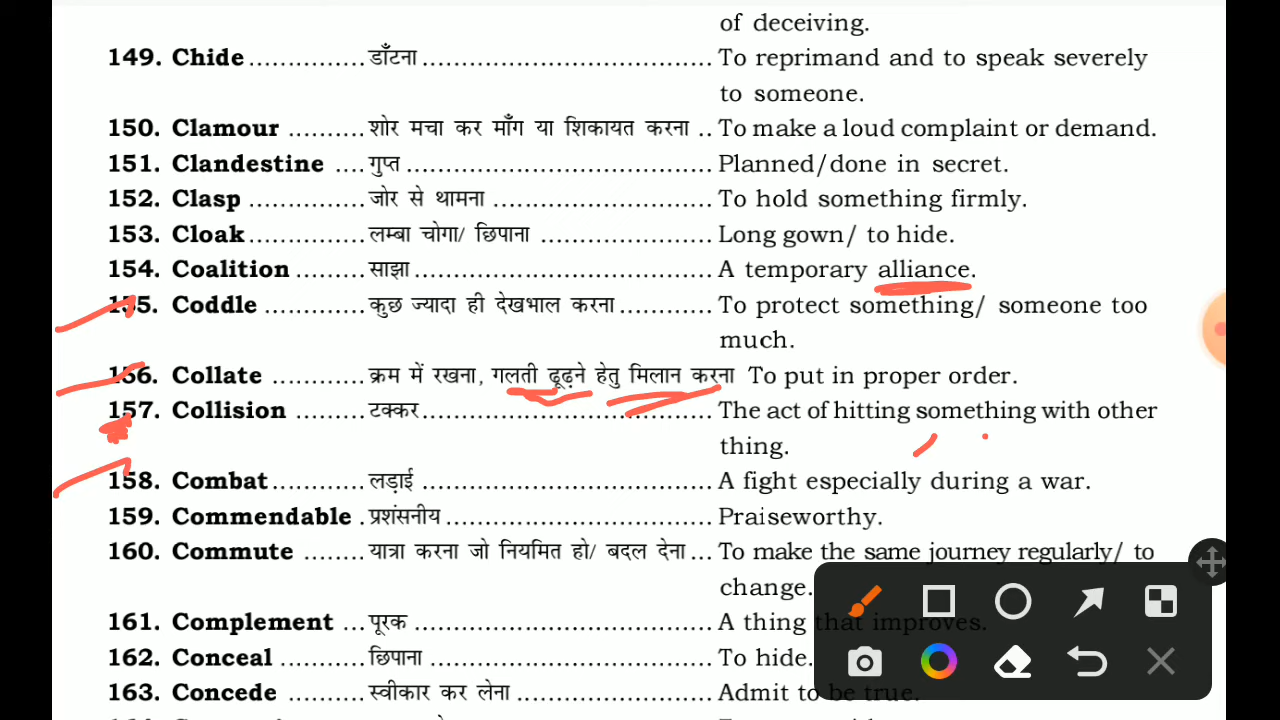 of deceiving.
149. Chide ............... डाँटना ..................................... To reprimand and to speak severely
to someone.
150. Clamour .......... शोर मचा कर माँग या शिकायत करना .. To make a loud complaint or demand.
151. Clandestine .... गुप्त ....................................... Planned/done in secret.
152. Clasp ............... जोर से थामना ............................ To hold something firmly.
153. Cloak ............... लम्बा चोगा/ छिपाना ...................... Long gown/ to hide.
154. Coalition ......... साझा ...................................... A temporary alliance.
155. Coddle ............. कुछ ज्यादा ही देखभाल करना ............ To protect something/ someone too
much.
156. Collate ............ क्रम में रखना, गलती ढूढ़ने हेतु मिलान करना To put in proper order.
157. Collision ......... टक्कर ..................................... The act of hitting something with other
thing.
158. Combat ............ लड़ाई ...................................... A fight especially during a war.
159. Commendable . प्रशंसनीय ................................. Praiseworthy.
160. Commute ........ यात्रा करना जो नियमित हो/ बदल देना ... To make the same journey regularly/ to
change.
161. Complement ... पूरक ...................................... A thing that improves.
162. Conceal ........... छिपाना .................................... To hide.
163. Concede .......... स्वीकार कर लेना ......................... Admit to be true.